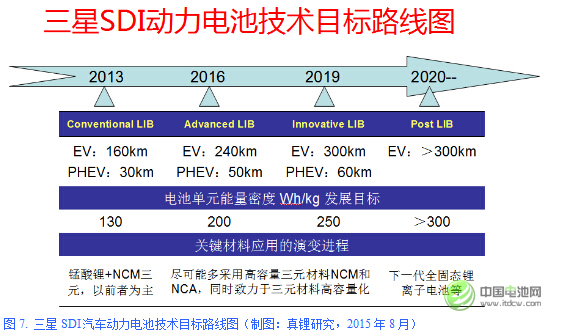 三星SDI动力电池技术目标路线图
2013 2016 2019 2020--
Conventional LIB Advanced LIB Innovative LIB Post LIB
EV：160km EV：240km EV：300km EV：＞300km
PHEV：30km PHEV：50km PHEV：60km
电池单元能量密度 Wh/kg 发展目标
130 200 250 ＞300
关键材料应用的演变进程
锰酸锂+NCM三 尽可能多采用高容量三元材料NCM和 下一代全固态锂
元，以前者为主 NCA，同时致力于三元材料高容量化 离子电池等
中国电池网
www.itdcw.com
图 7. 三星 SDI 汽车动力电池技术目标路线图（制图：真锂研究，2015 年 8 月）